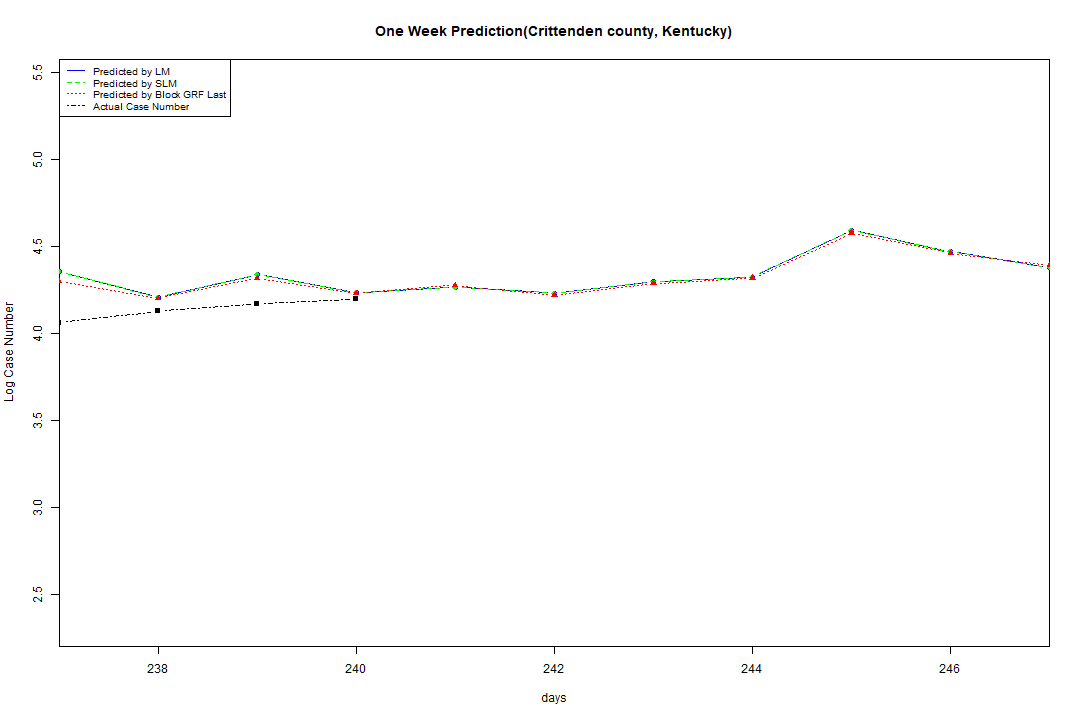 One Week Prediction(Crittenden county, Kentucky)
Predicted by LM
Predicted by SLM
Predicted by Block GRF Last
Actual Case Number
5.5
5.0
4.5
4.0
3.5
3.0
2.5
Log Case Number
238 240 242 244 246
days